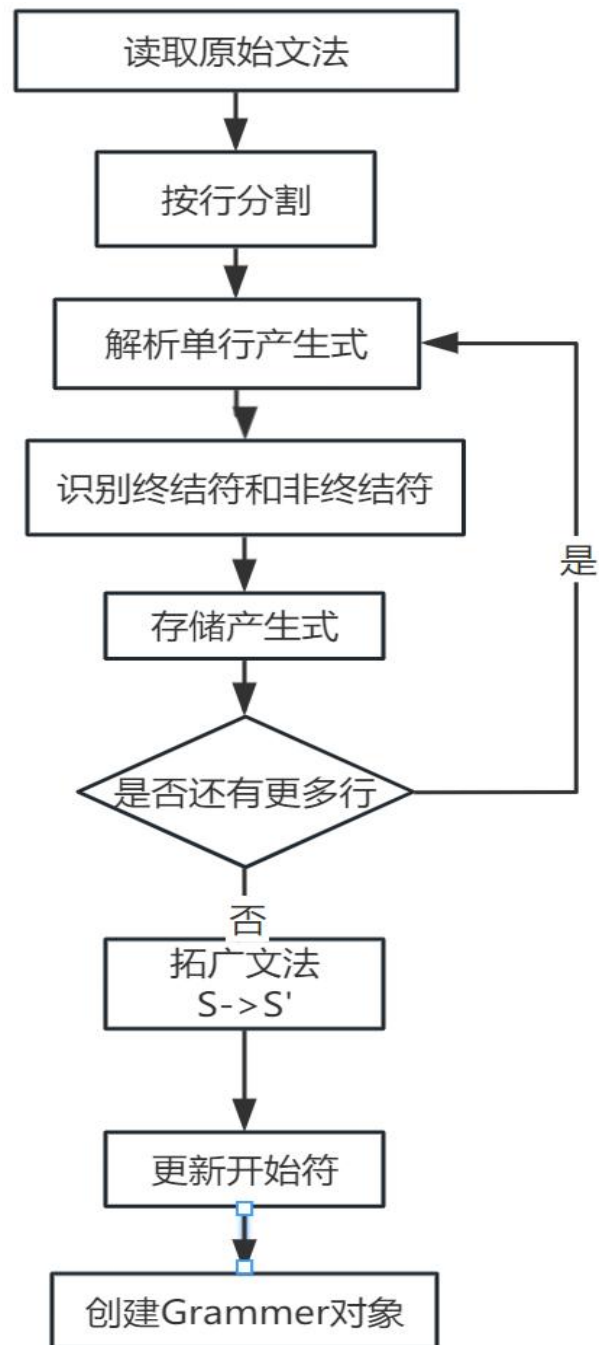 读取原始文法
按行分割
解析单行产生式
识别终结符和非终结符
是
存储产生式
是否还有更多行
否
拓广文法
S->S'
更新开始符
创建Grammer对象